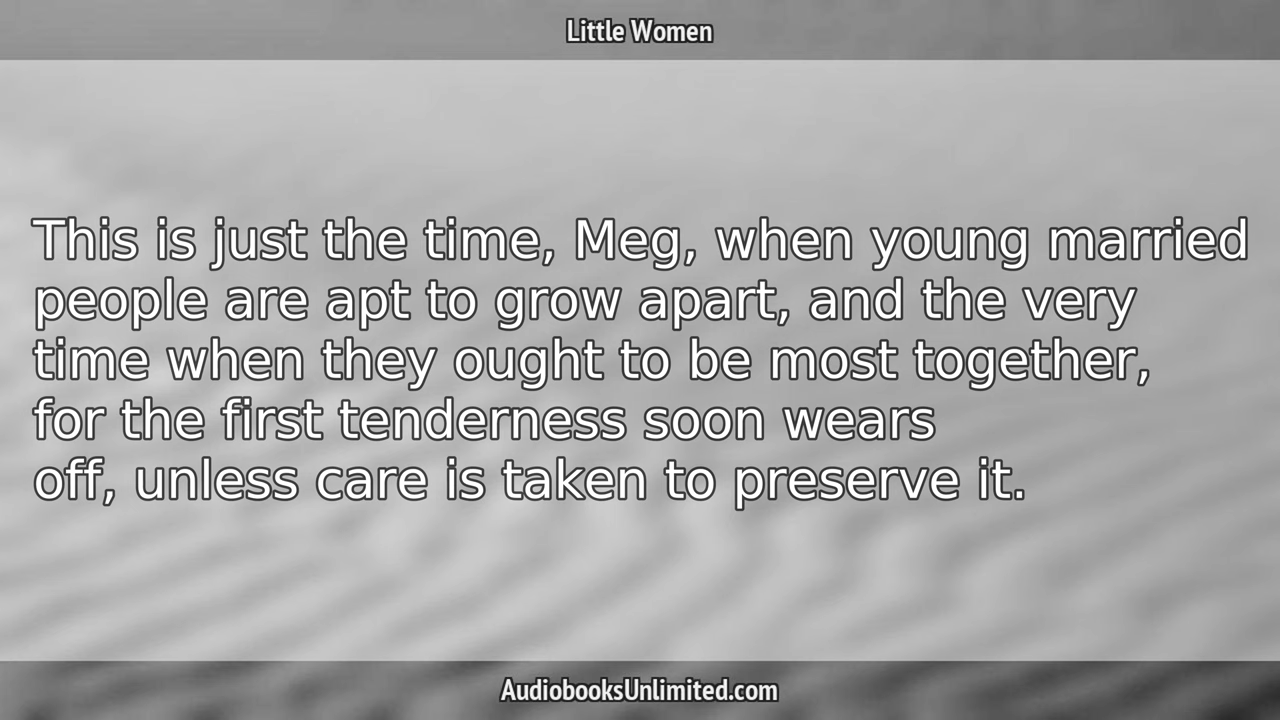 Little Women
This is just the time, Meg, when young married
people are apt to grow apart, and the very
time when they ought to be most together,
for the first tenderness soon wears
off, unless care is taken to preserve it.
AudiobooksUnlimited.com